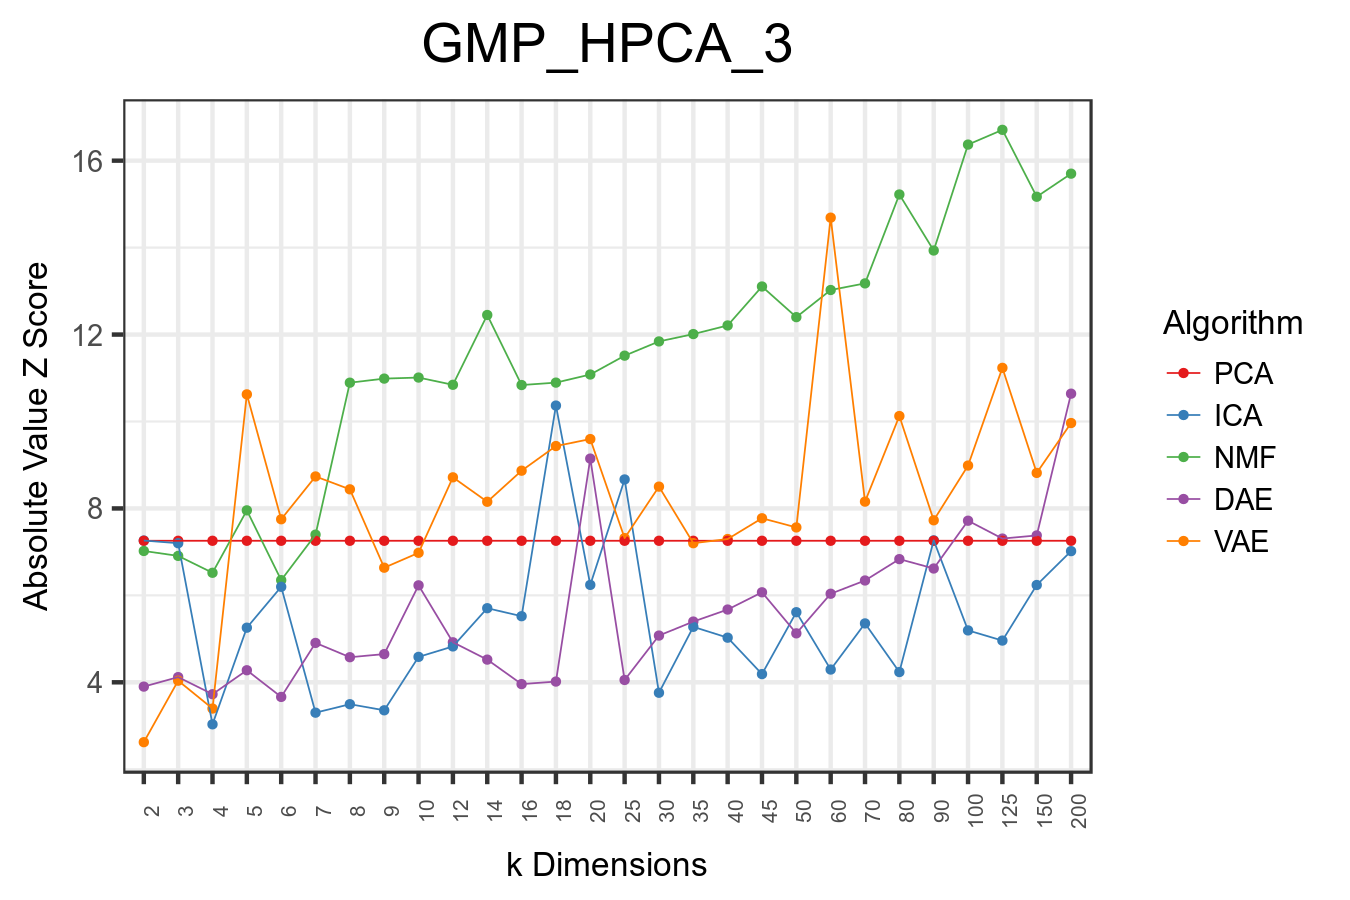 GMP_HPCA_3
Absolute Value Z Score
16
12
8
4
2 3 4 5 6 7 8 9 10 12 14 16 18 20 25 30 35 40 45 50 60 70 80 90 100 125 150 200
k Dimensions
Algorithm
PCA
ICA
NMF
DAE
VAE